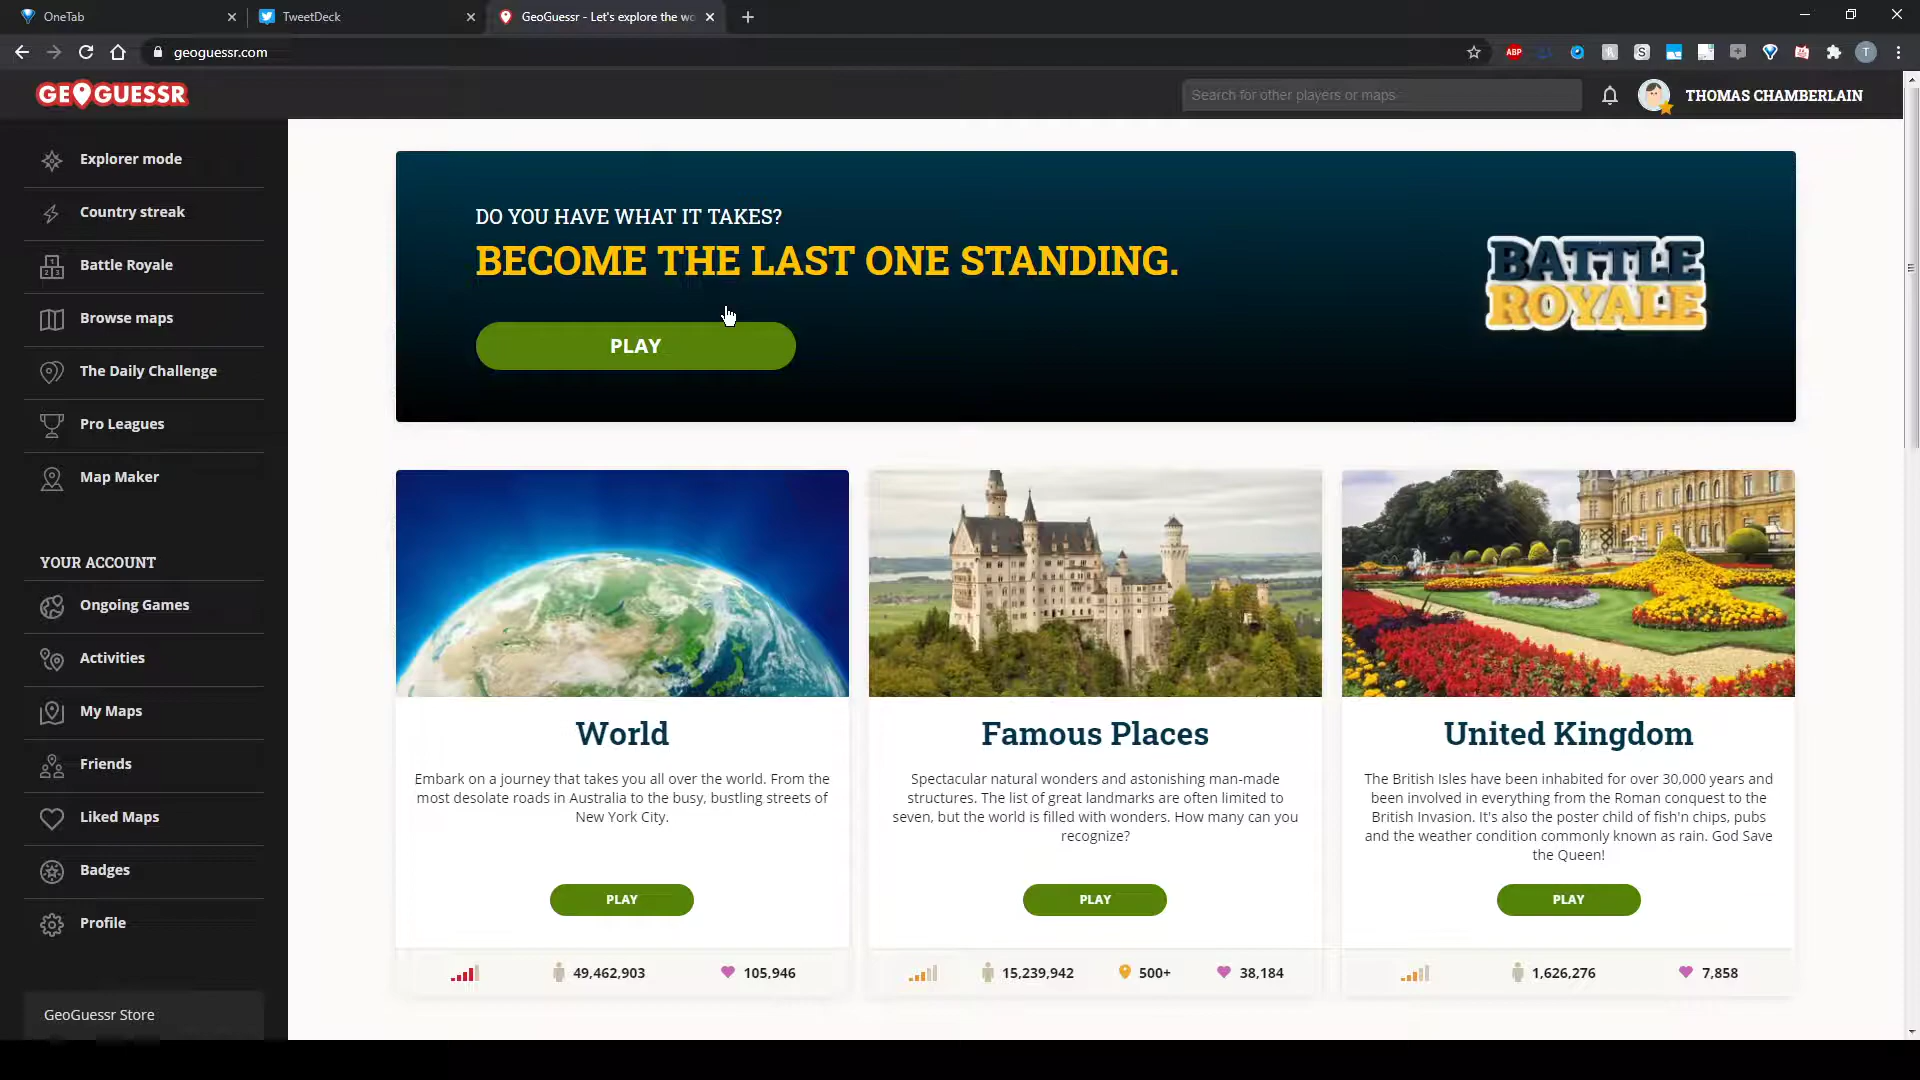 OneTab
TweetDeck
GeoGuessr - Let's explore the wo
geoguessr.com
ABP
S
T
GEOGUESSR
Search for other players or maps
THOMAS CHAMBERLAIN
Explorer mode
Country streak
Battle Royale
Browse maps
The Daily Challenge
Pro Leagues
Map Maker
YOUR ACCOUNT
Ongoing Games
Activities
My Maps
Friends
Liked Maps
Badges
Profile
GeoGuessr Store
DO YOU HAVE WHAT IT TAKES?
BECOME THE LAST ONE STANDING.
PLAY
BATTLE
ROYALE
World
Embark on a journey that takes you all over the world. From the
most desolate roads in Australia to the busy, bustling streets of
New York City.
PLAY
49,462,903
105,946
Famous Places
Spectacular natural wonders and astonishing man-made
structures. The list of great landmarks are often limited to
seven, but the world is filled with wonders. How many can you
recognize?
PLAY
15,239,942
500+
38,184
United Kingdom
The British Isles have been inhabited for over 30,000 years and
been involved in everything from the Roman conquest to the
British Invasion. It's also the poster child of fish'n chips, pubs
and the weather condition commonly known as rain. God Save
the Queen!
PLAY
1,626,276
7,858